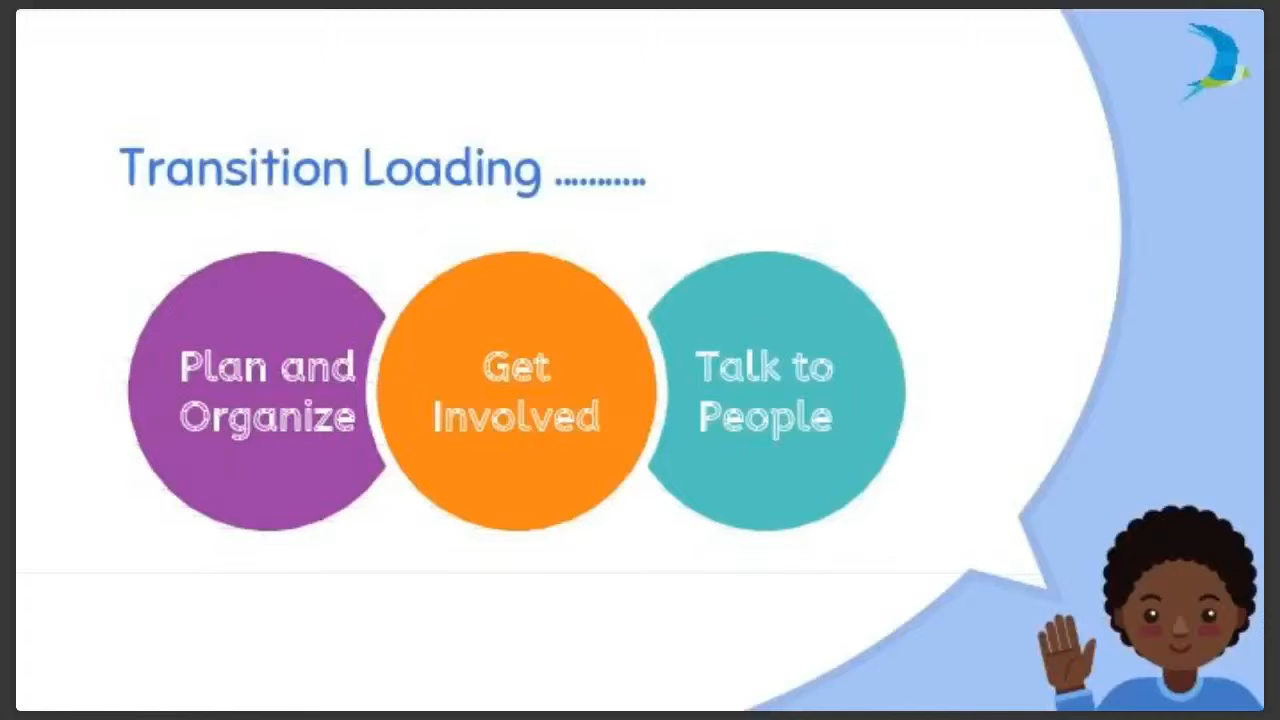 Transition Loading ...........
Plan and
Organize
Get
Involved
Talk to
People